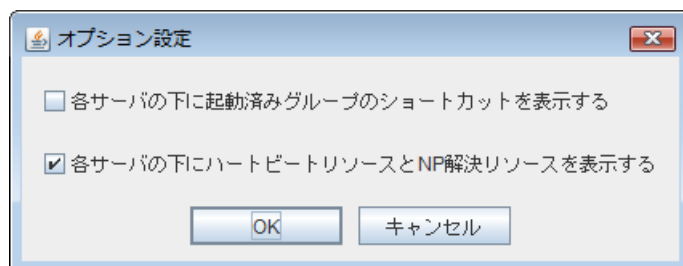 オプション設定
各サーバの下に起動済みグループのショートカットを表示する
各サーバの下にハートビートリソースとNP解決リソースを表示する
OK キャンセル